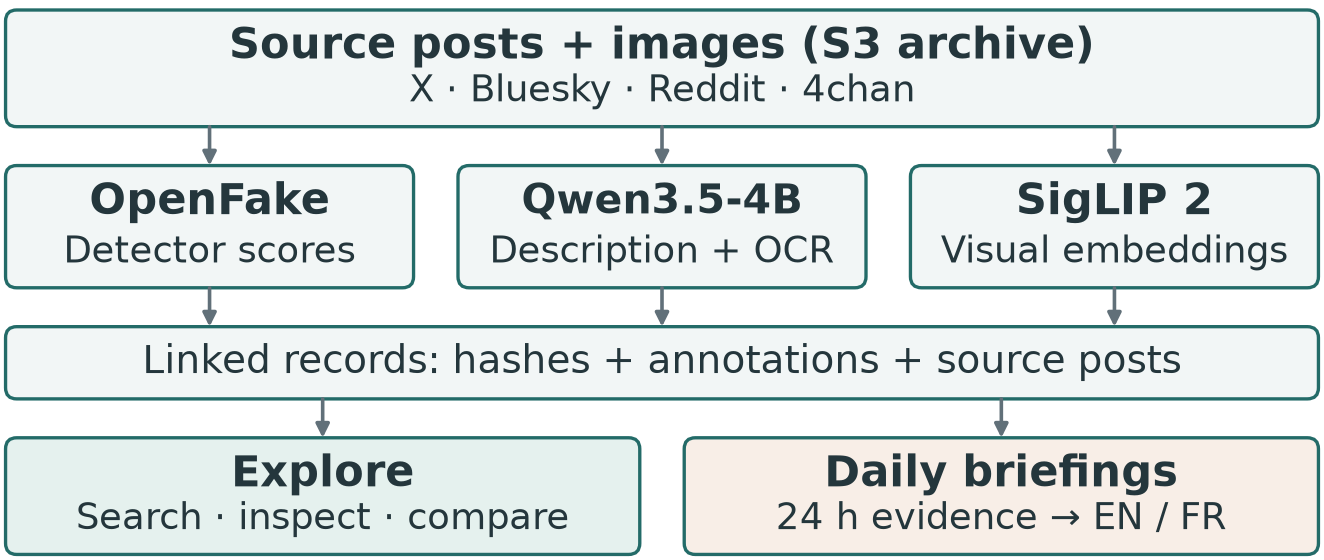 Source posts + images (S3 archive)
X · Bluesky · Reddit · 4chan
OpenFake
Detector scores
Qwen3.5-4B
Description + OCR
SigLIP 2
Visual embeddings
Linked records: hashes + annotations + source posts
Explore
Search · inspect · compare
Daily briefings
24 h evidence → EN / FR